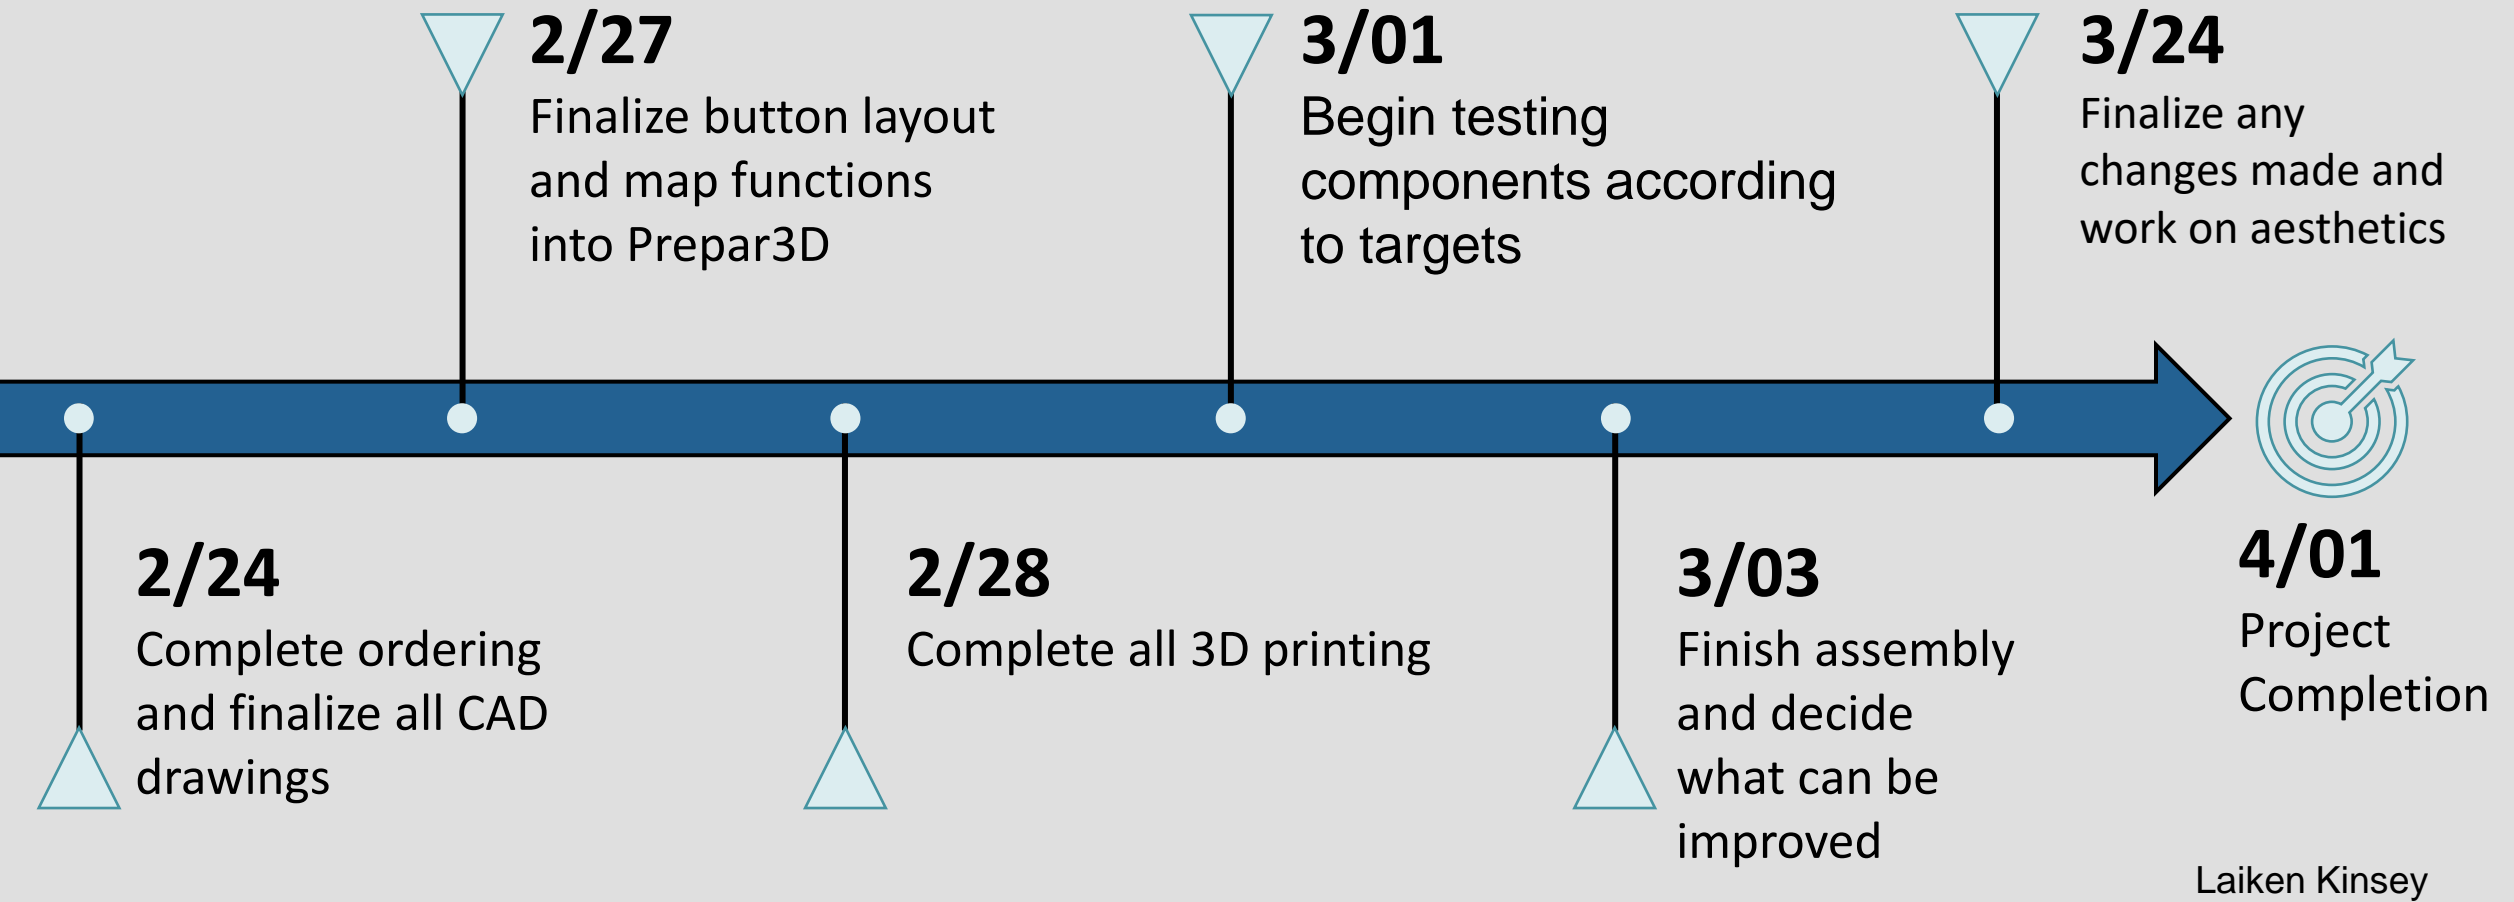 2/27
Finalize button layout
and map functions
into Prepar3D
3/01
Begin testing
components according
to targets
3/24
Finalize any
changes made and
work on aesthetics
2/24
Complete ordering
and finalize all CAD
drawings
2/28
Complete all 3D printing
3/03
Finish assembly
and decide
what can be
improved
4/01
Project
Completion
Laiken Kinsey